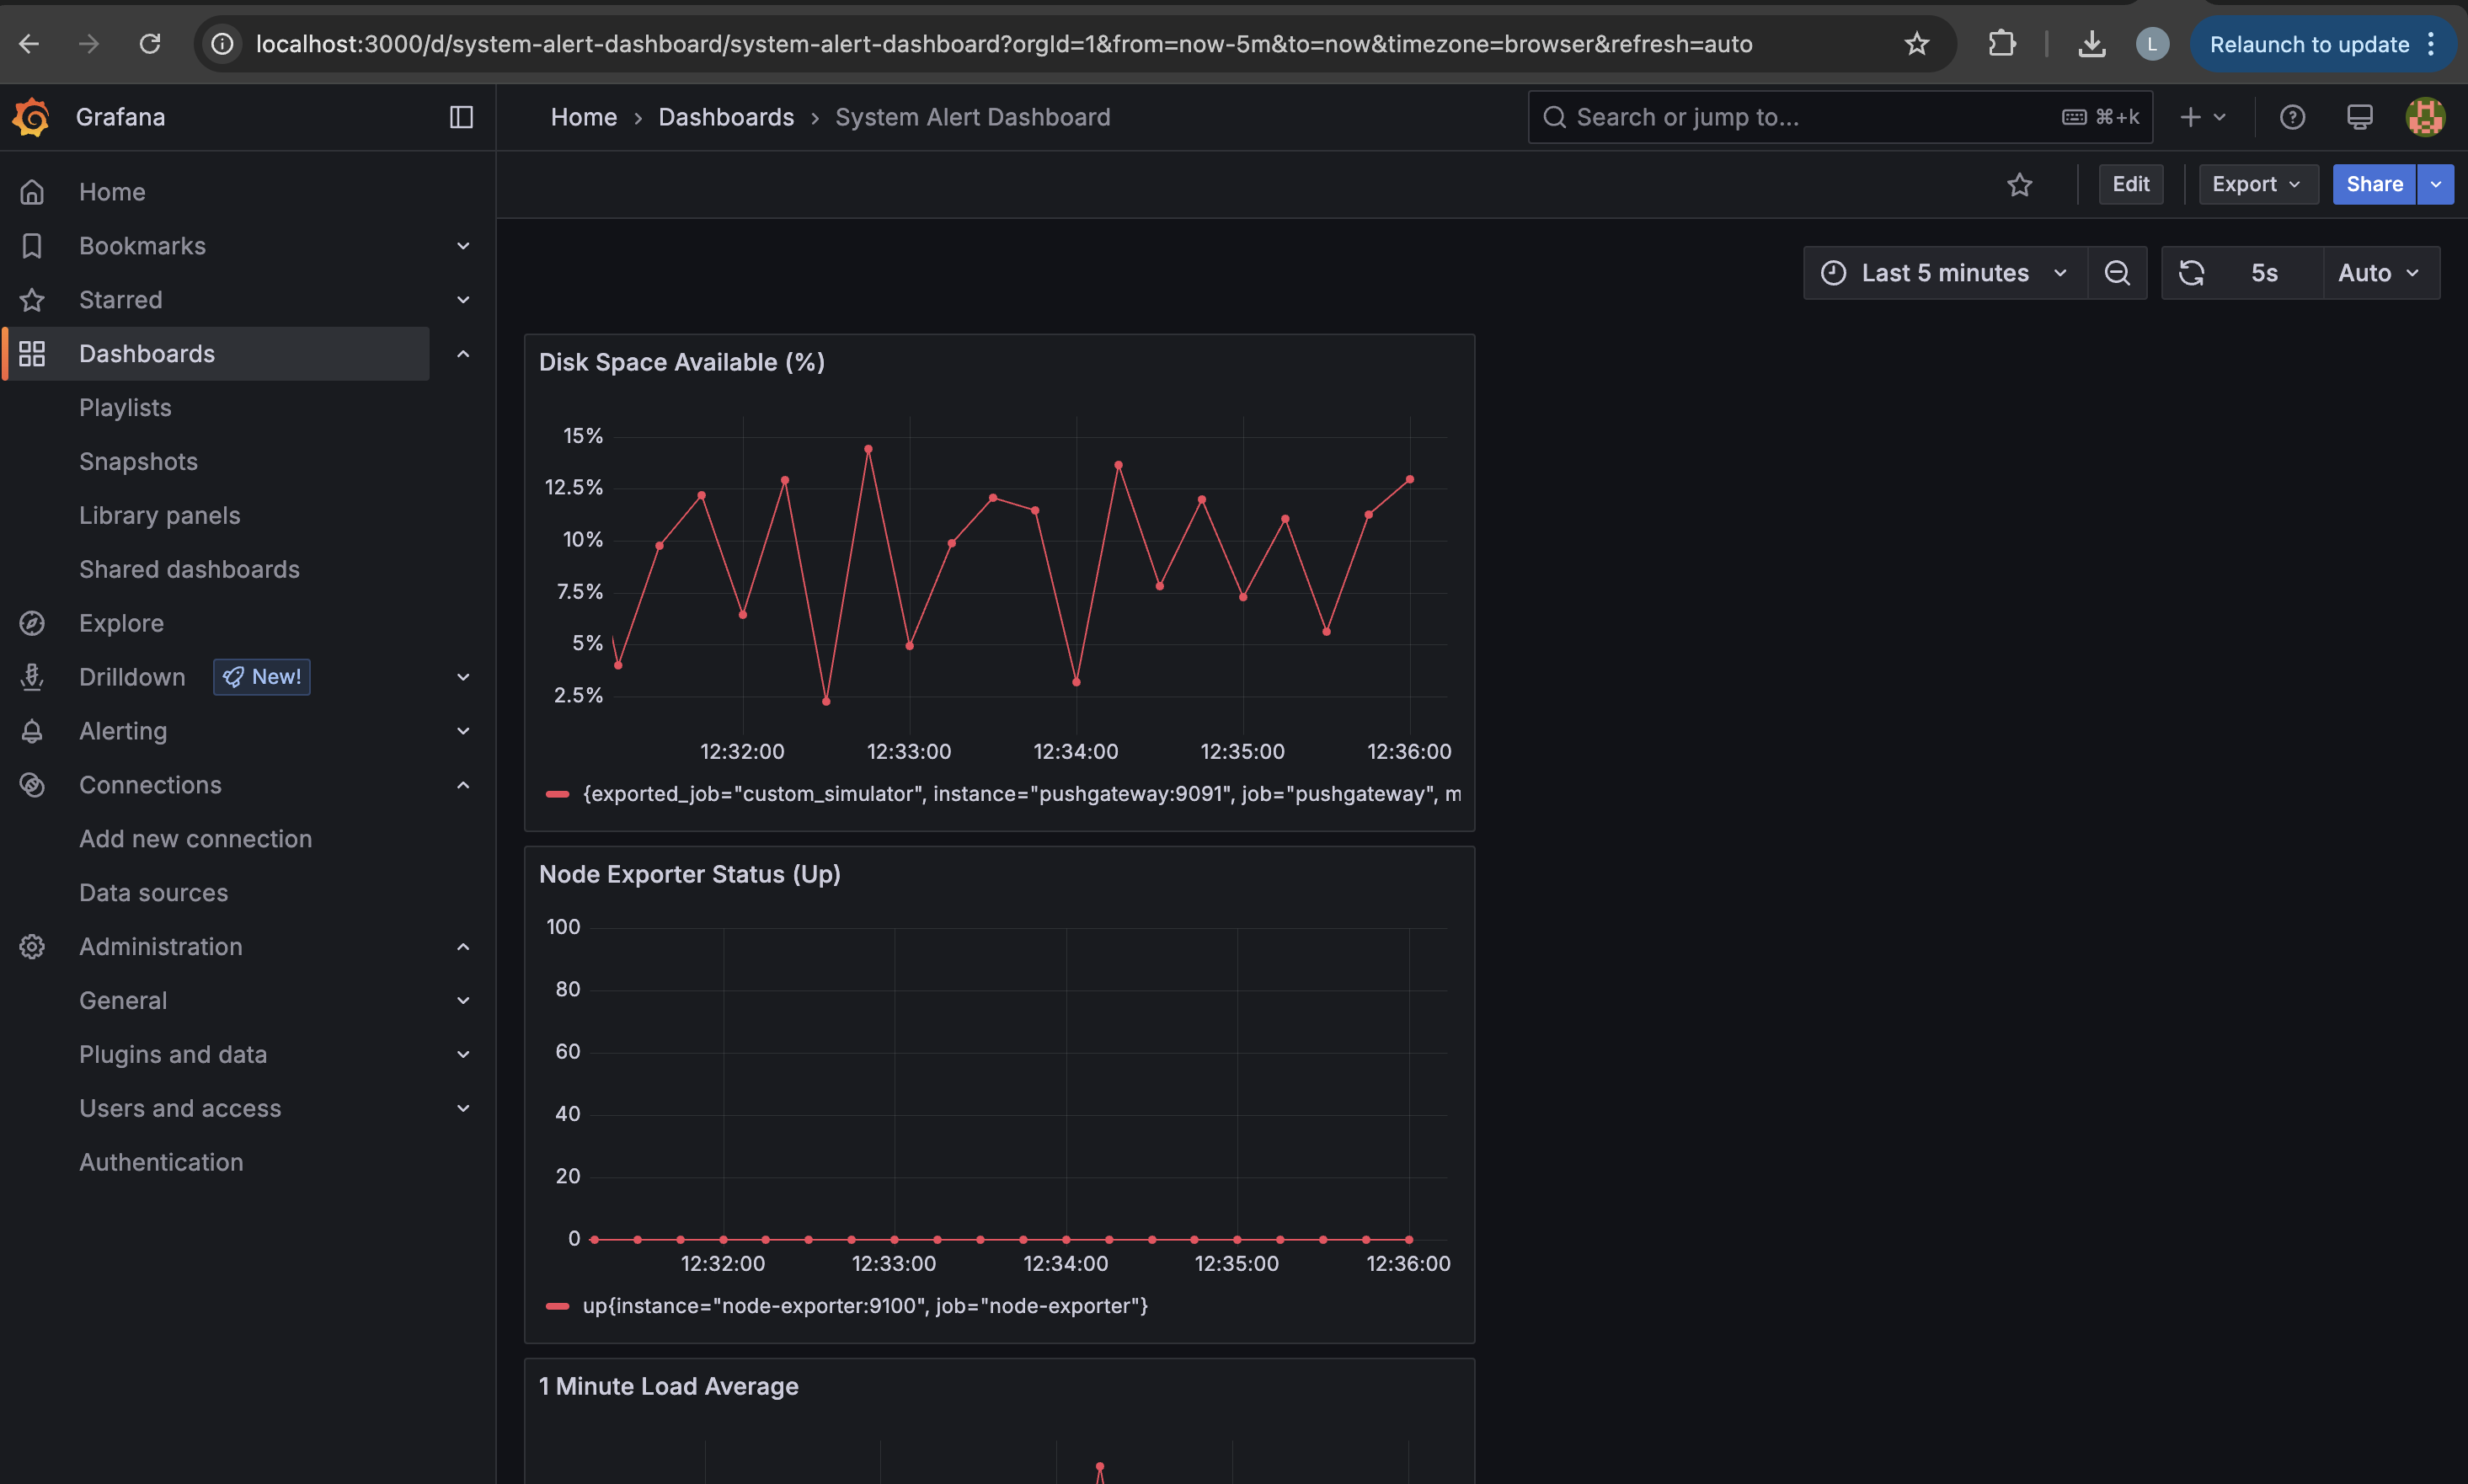 localhost:3000/d/system-alert-dashboard/system-alert-dashboard?orgId=1&from=now-5m&to=now&timezone=browser&refresh=auto
L
Relaunch to update
Grafana
Home › Dashboards › System Alert Dashboard
Search or jump to...
⌘+k
Edit
Export
Share
Home
Bookmarks
Starred
Dashboards
Playlists
Snapshots
Library panels
Shared dashboards
Explore
Drilldown
New!
Alerting
Connections
Add new connection
Data sources
Administration
General
Plugins and data
Users and access
Authentication
Last 5 minutes
5s
Auto
Disk Space Available (%)
15%
12.5%
10%
7.5%
5%
2.5%
12:32:00 12:33:00 12:34:00 12:35:00 12:36:00
{exported_job="custom_simulator", instance="pushgateway:9091", job="pushgateway", m
Node Exporter Status (Up)
100
80
60
40
20
0
12:32:00 12:33:00 12:34:00 12:35:00 12:36:00
up{instance="node-exporter:9100", job="node-exporter"}
1 Minute Load Average